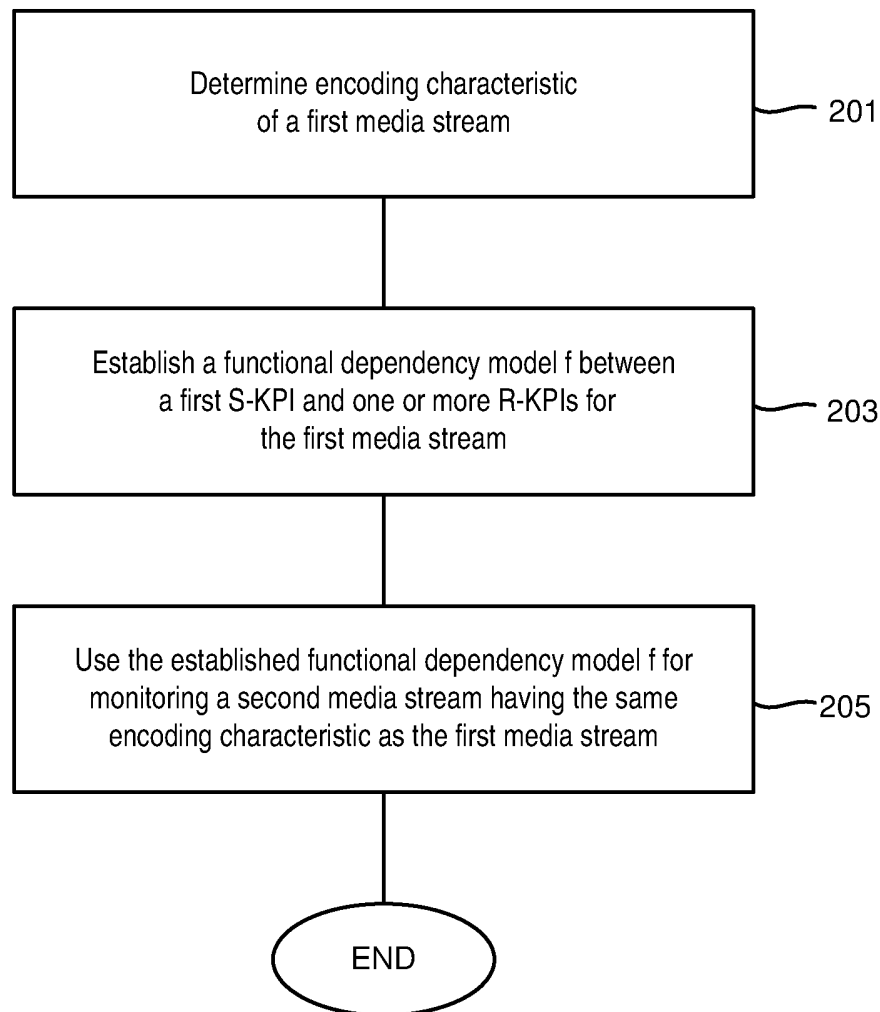 Determine encoding characteristic
of a first media stream
201
Establish a functional dependency model f between
a first S-KPI and one or more R-KPIs for
the first media stream
203
Use the established functional dependency model f for
monitoring a second media stream having the same
encoding characteristic as the first media stream
205
END